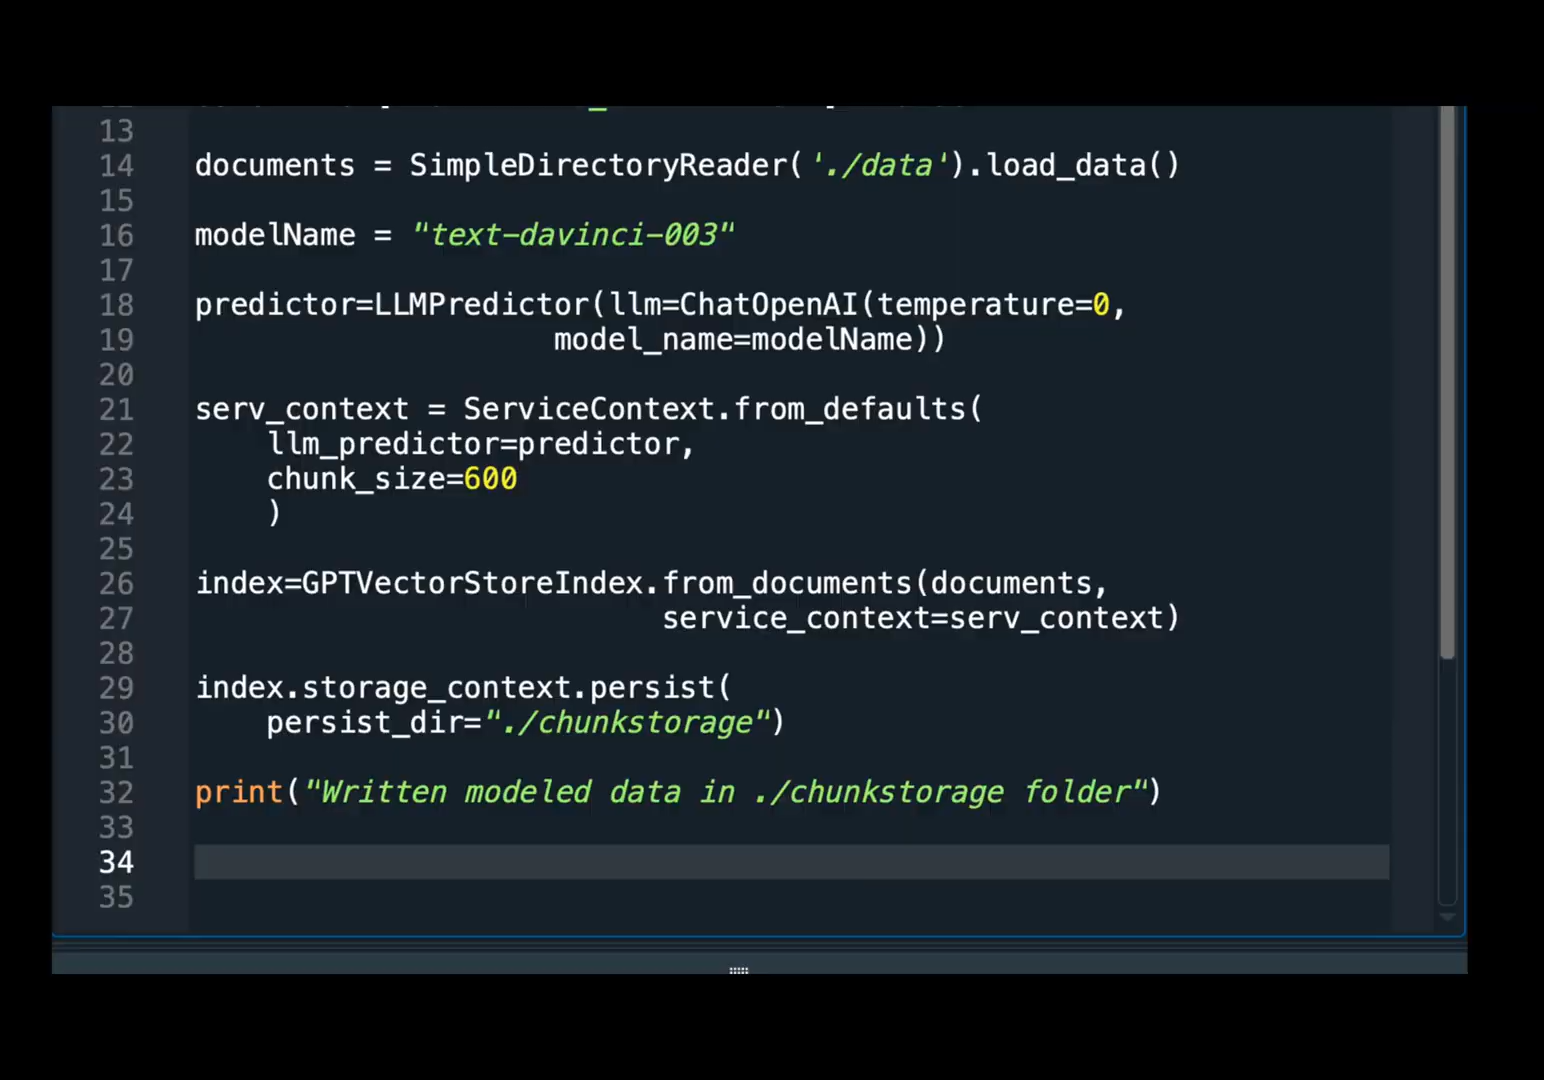 13
14 documents = SimpleDirectoryReader('./data').load_data()
15
16 modelName = "text-davinci-003"
17
18 predictor=LLMPredictor(llm=ChatOpenAI(temperature=0,
19                     model_name=modelName))
20
21 serv_context = ServiceContext.from_defaults(
22     llm_predictor=predictor,
23     chunk_size=600
24     )
25
26 index=GPTVectorStoreIndex.from_documents(documents,
27                           service_context=serv_context)
28
29 index.storage_context.persist(
30     persist_dir="./chunkstorage")
31
32 print("Written modeled data in ./chunkstorage folder")
33
34
35